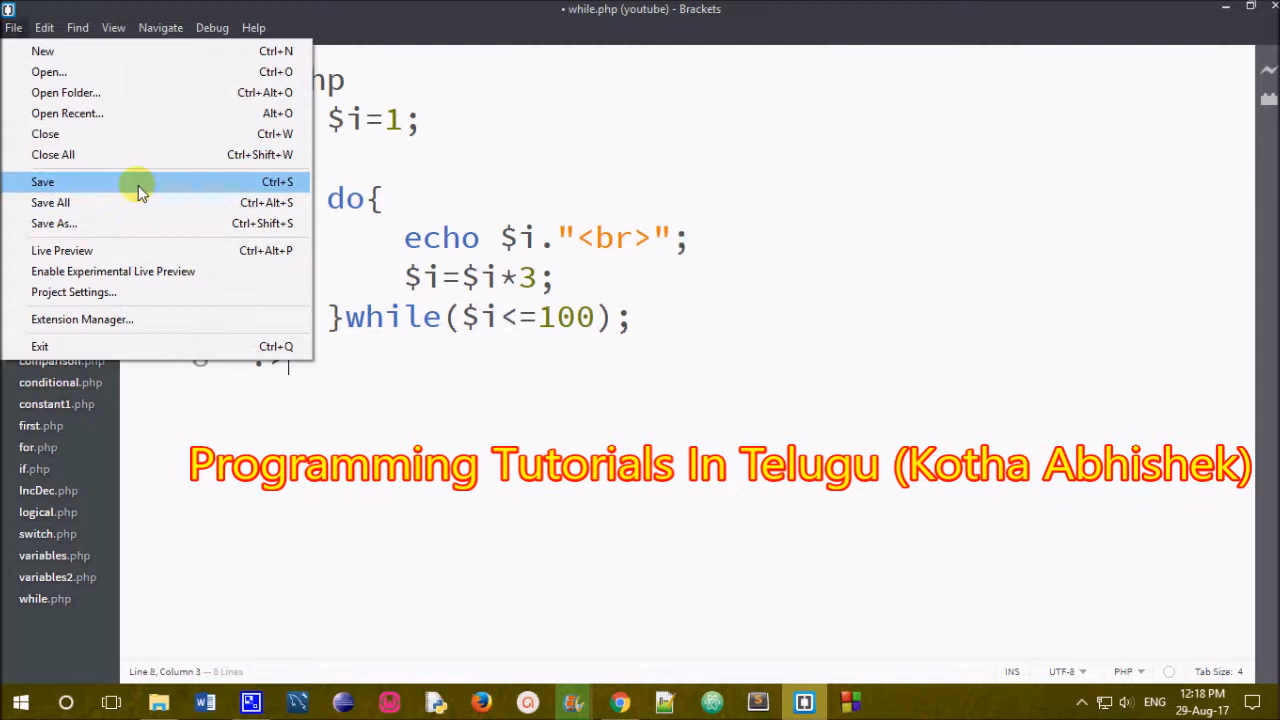 • while.php (youtube) - Brackets
File Edit Find View Navigate Debug Help
New Ctrl+N
Open... Ctrl+O
Open Folder... Ctrl+Alt+O
Open Recent... Alt+O
Close Ctrl+W
Close All Ctrl+Shift+W
Save Ctrl+S
Save All Ctrl+Alt+S
Save As... Ctrl+Shift+S
Live Preview Ctrl+Alt+P
Enable Experimental Live Preview
Project Settings...
Extension Manager...
Exit Ctrl+Q
hp
$i=1;
do{
echo $i."<br>";
$i=$i*3;
}while($i<=100);
comparison.php
conditional.php
constant1.php
first.php
for.php
if.php
IncDec.php
logical.php
switch.php
variables.php
variables2.php
while.php
Programming Tutorials In Telugu (Kotha Abhishek)
Line 8, Column 3 — 8 Lines
INS UTF-8 PHP Tab Size: 4
ENG
12:18 PM
29-Aug-17